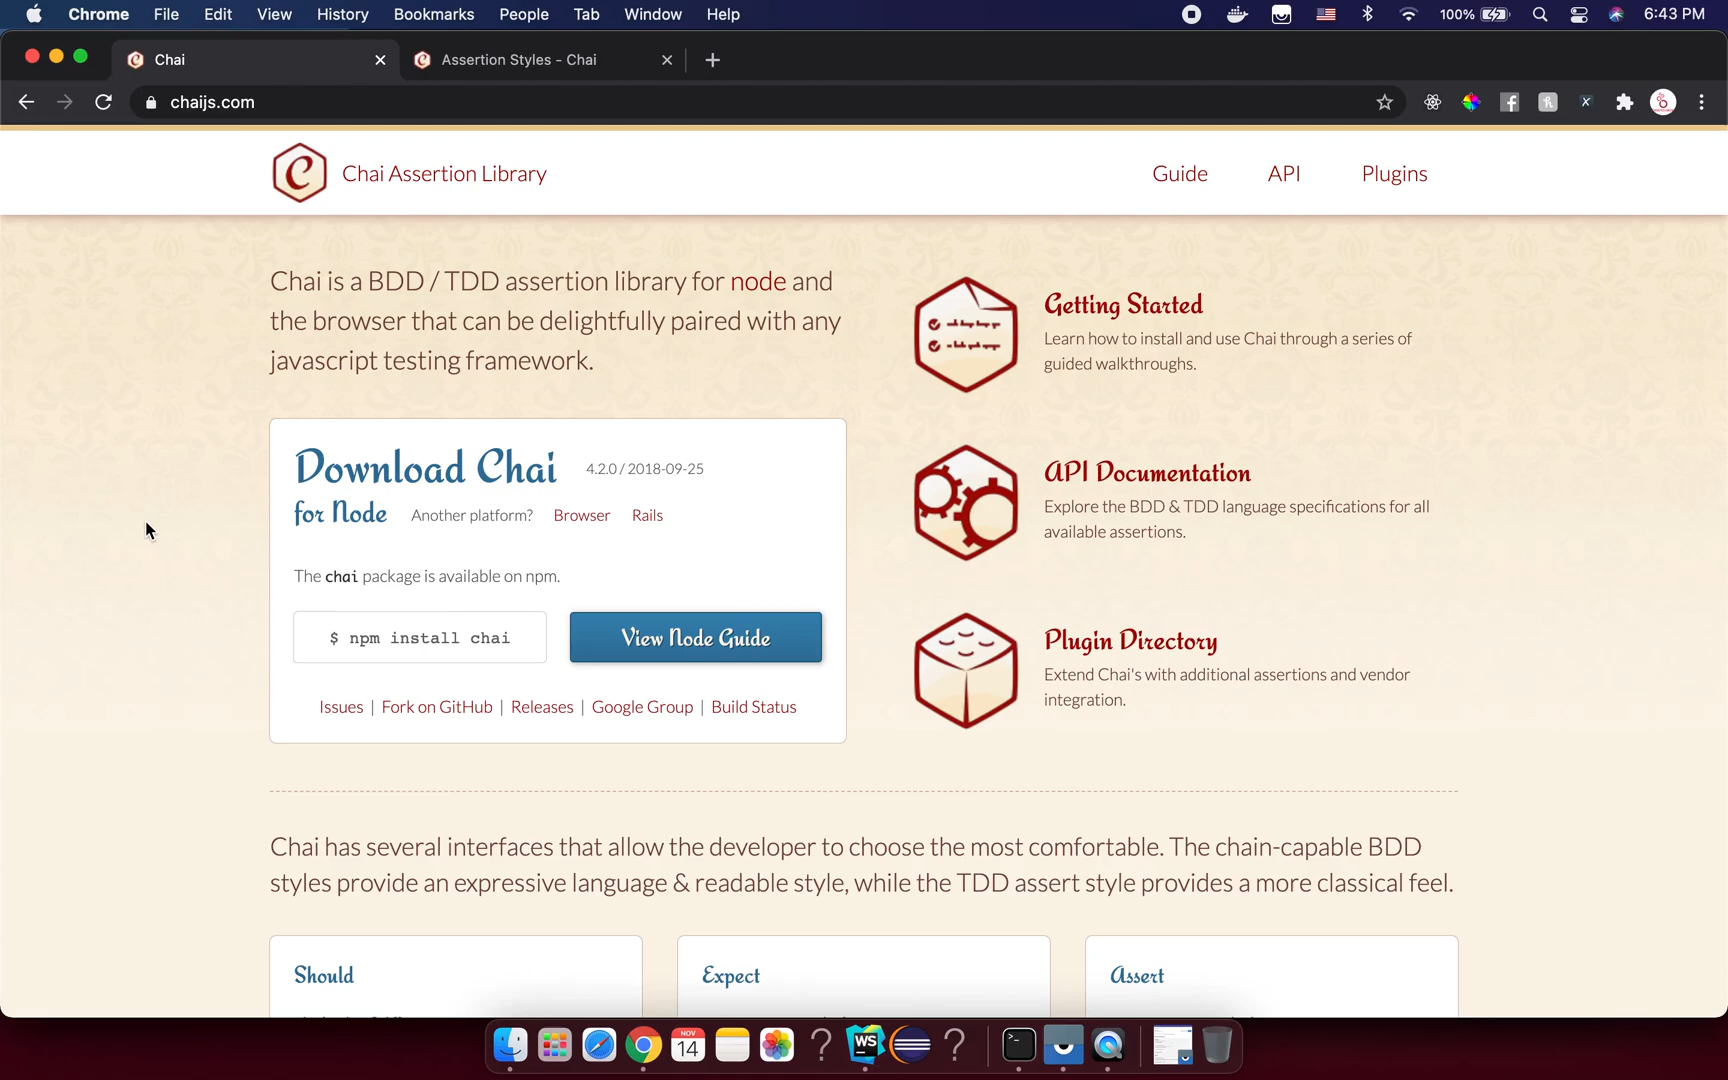 Chrome File Edit View History Bookmarks People Tab Window Help 100% 6:43 PM
Chai Assertion Styles - Chai
chaijs.com
Chai Assertion Library Guide API Plugins
Chai is a BDD / TDD assertion library for node and
the browser that can be delightfully paired with any
javascript testing framework.
Download Chai 4.2.0 / 2018-09-25
for Node Another platform? Browser Rails
The chai package is available on npm.
$ npm install chai View Node Guide
Issues | Fork on GitHub | Releases | Google Group | Build Status
Getting Started
Learn how to install and use Chai through a series of
guided walkthroughs.
API Documentation
Explore the BDD & TDD language specifications for all
available assertions.
Plugin Directory
Extend Chai's with additional assertions and vendor
integration.
Chai has several interfaces that allow the developer to choose the most comfortable. The chain-capable BDD
styles provide an expressive language & readable style, while the TDD assert style provides a more classical feel.
Should Expect Assert
NOV
14
WS